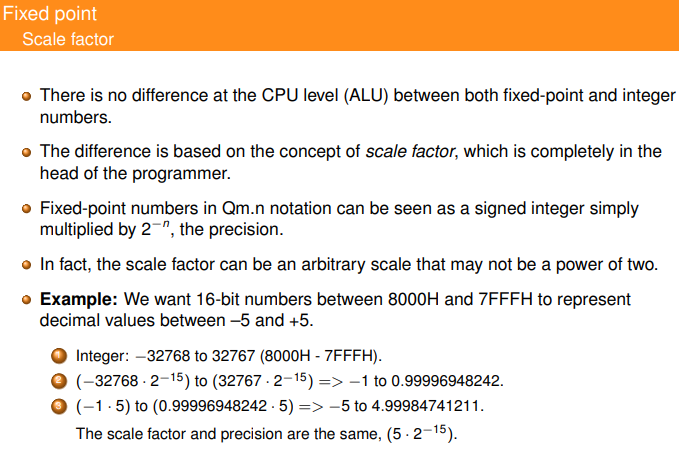 Fixed point
Scale factor
There is no difference at the CPU level (ALU) between both fixed-point and integer
numbers.
The difference is based on the concept of scale factor, which is completely in the
head of the programmer.
Fixed-point numbers in Qm.n notation can be seen as a signed integer simply
multiplied by 2⁻ⁿ, the precision.
In fact, the scale factor can be an arbitrary scale that may not be a power of two.
Example: We want 16-bit numbers between 8000H and 7FFFH to represent
decimal values between –5 and +5.
1 Integer: −32768 to 32767 (8000H - 7FFFH).
2 (−32768 · 2⁻¹⁵) to (32767 · 2⁻¹⁵) => −1 to 0.99996948242.
3 (−1 · 5) to (0.99996948242 · 5) => −5 to 4.99984741211.
The scale factor and precision are the same, (5 · 2⁻¹⁵).